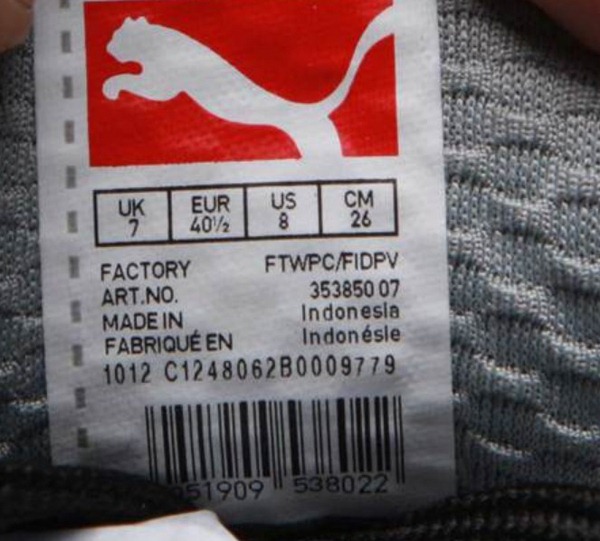 UK EUR US CM
7 40½ 8 26
FACTORY FTWPC/FIDPV
ART.NO. 353850 07
MADE IN Indonesia
FABRIQUÉ EN Indonésie
1012 C1248062B0009779
51909 538022